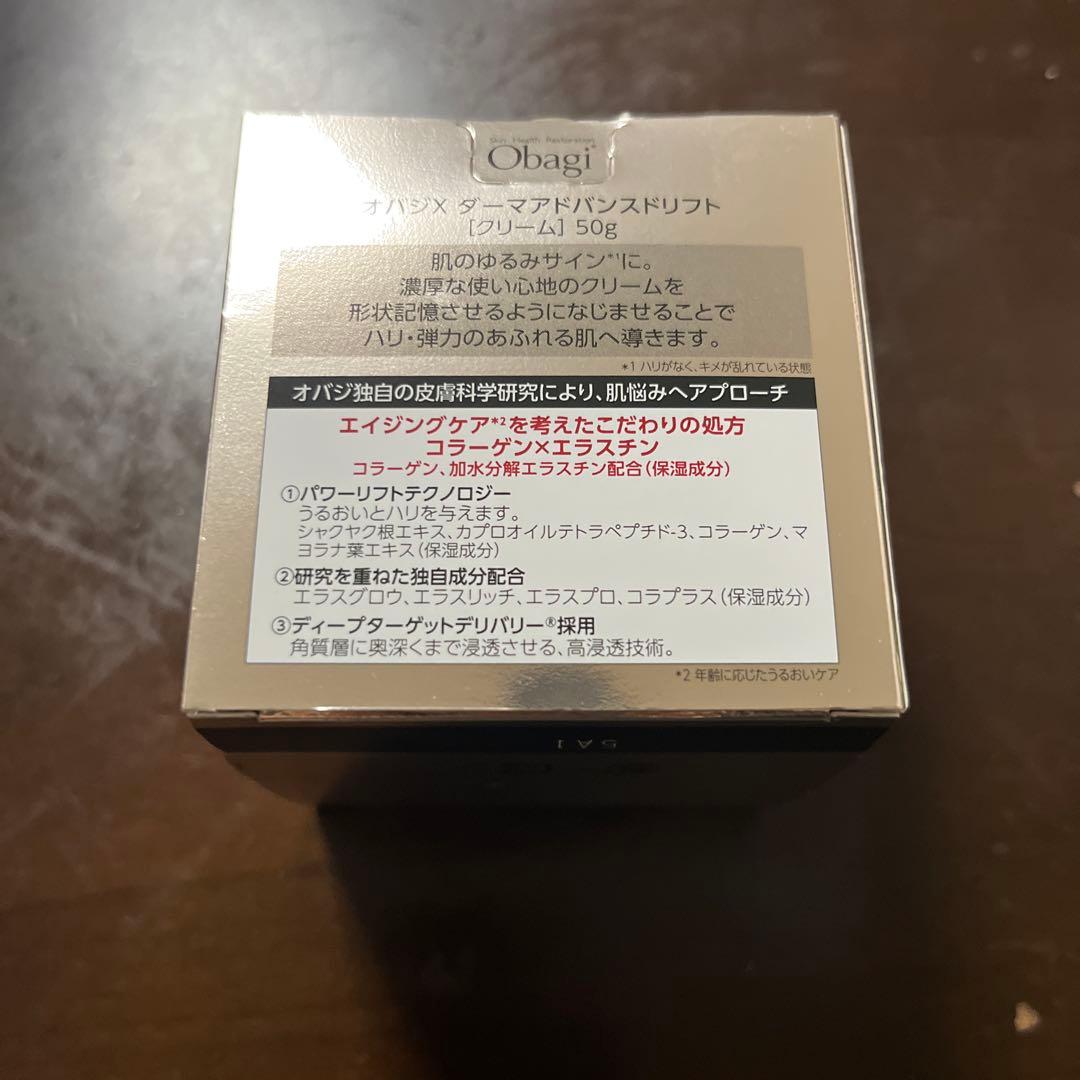 Skin Health Restoration
Obagi
オバジX ダーマアドバンスドリフト
[クリーム] 50g
肌のゆるみサイン*1に。
濃厚な使い心地のクリームを
形状記憶させるようになじませることで
ハリ・弾力のあふれる肌へ導きます。
*1 ハリがなく、キメが乱れている状態
オバジ独自の皮膚科学研究により、肌悩みへアプローチ
エイジングケア*2を考えたこだわりの処方
コラーゲン×エラスチン
コラーゲン、加水分解エラスチン配合(保湿成分)
①パワーリフトテクノロジー
うるおいとハリを与えます。
シャクヤク根エキス、カプロオイルテトラペプチド-3、コラーゲン、マ
ヨラナ葉エキス(保湿成分)
②研究を重ねた独自成分配合
エラスグロウ、エラスリッチ、エラスプロ、コラプラス(保湿成分)
③ディープターゲットデリバリー®採用
角質層に奥深くまで浸透させる、高浸透技術。
*2 年齢に応じたうるおいケア
5A1